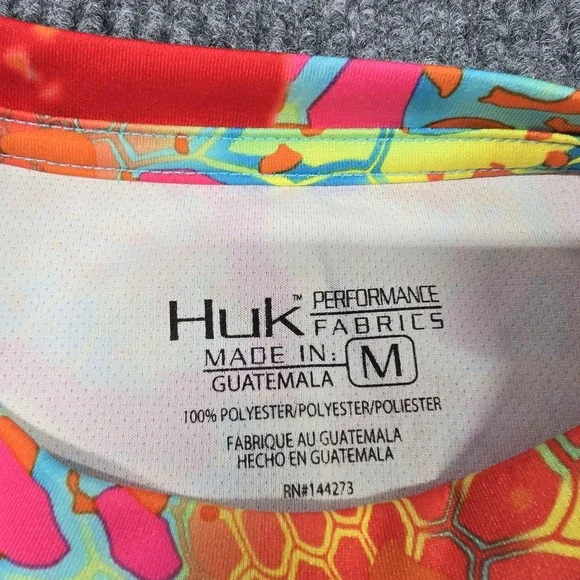 Huk™ PERFORMANCE
FABRICS
MADE IN: M
GUATEMALA
100% POLYESTER/POLYESTER/POLIESTER
FABRIQUE AU GUATEMALA
HECHO EN GUATEMALA
RN#144273